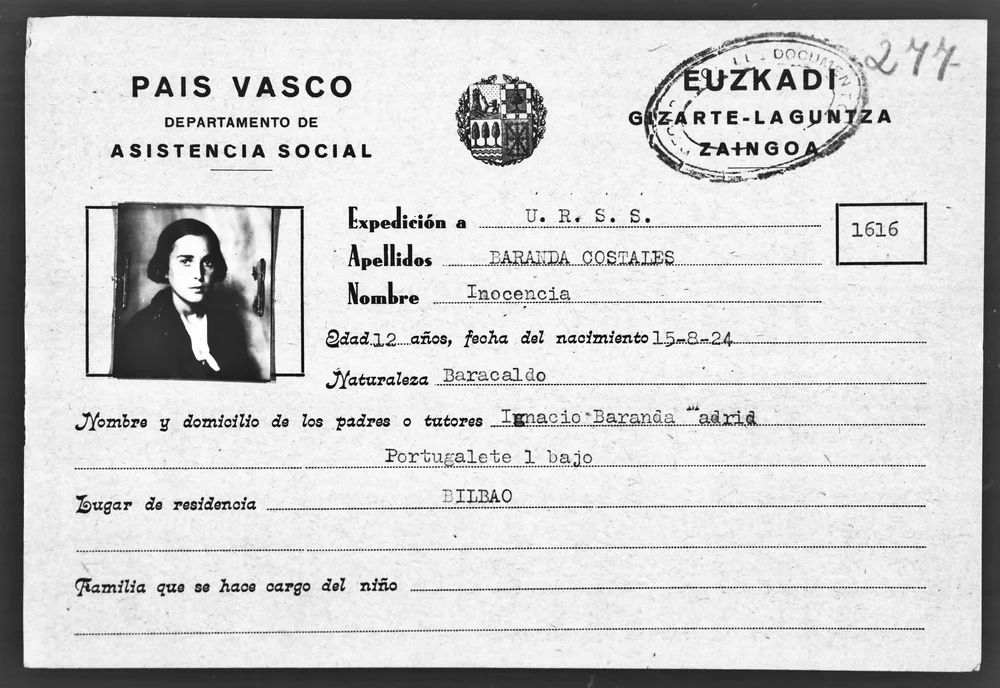 PAIS VASCO
DEPARTAMENTO DE
ASISTENCIA SOCIAL
EUZKADI
GIZARTE-LAGUNTZA
ZAINGOA
277
DOCUMENT
Expedición a U. R. S. S.
1616
Apellidos BARANDA COSTALES
Nombre Inocencia
Edad 12 años, fecha del nacimiento 15-8-24
Naturaleza Baracaldo
Nombre y domicilio de los padres o tutores Ignacio Baranda Madrid
Portugalete 1 bajo
Lugar de residencia BILBAO
Familia que se hace cargo del niño